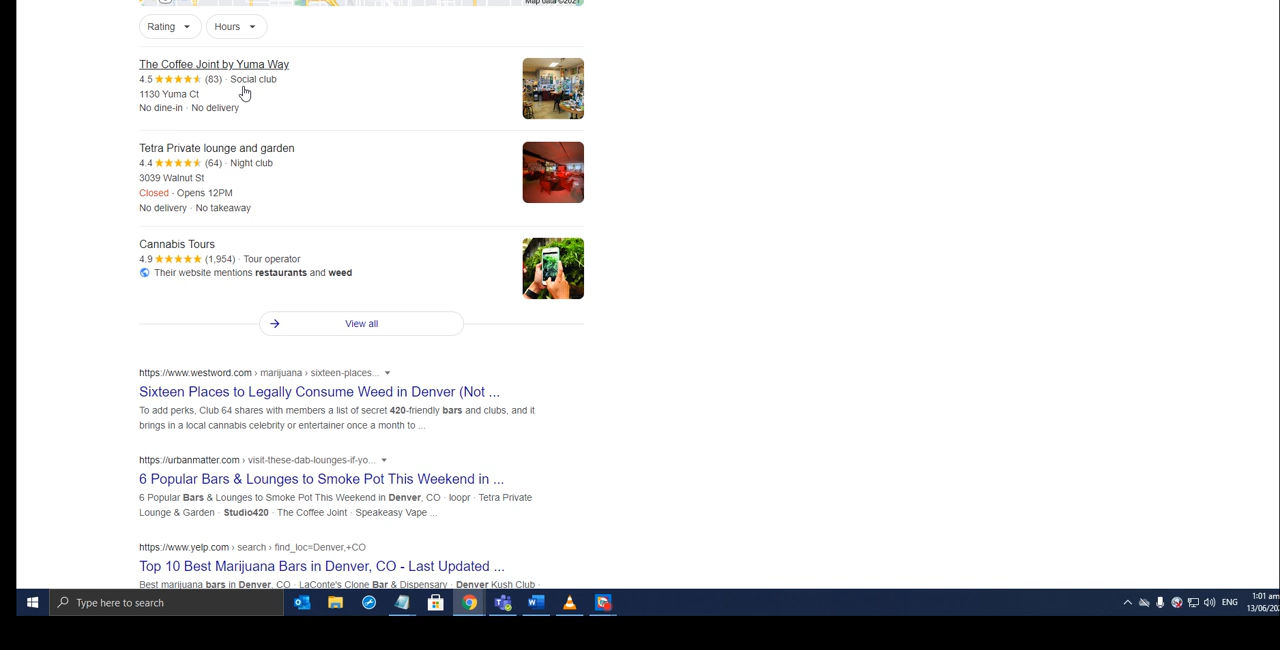 Map data ©2021
Rating
Hours
The Coffee Joint by Yuma Way
4.5 (83) · Social club
1130 Yuma Ct
No dine-in · No delivery
Tetra Private lounge and garden
4.4 (64) · Night club
3039 Walnut St
Closed · Opens 12PM
No delivery · No takeaway
Cannabis Tours
4.9 (1,954) · Tour operator
Their website mentions restaurants and weed
View all
https://www.westword.com › marijuana › sixteen-places...
Sixteen Places to Legally Consume Weed in Denver (Not ...
To add perks, Club 64 shares with members a list of secret 420-friendly bars and clubs, and it
brings in a local cannabis celebrity or entertainer once a month to ...
https://urbanmatter.com › visit-these-dab-lounges-if-yo...
6 Popular Bars & Lounges to Smoke Pot This Weekend in ...
6 Popular Bars & Lounges to Smoke Pot This Weekend in Denver, CO · loopr · Tetra Private
Lounge & Garden · Studio420 · The Coffee Joint · Speakeasy Vape ...
https://www.yelp.com › search › find_loc=Denver,+CO
Top 10 Best Marijuana Bars in Denver, CO - Last Updated ...
Best marijuana bars in Denver, CO · LaConte's Clone Bar & Dispensary · Denver Kush Club ·
Type here to search
ENG
1:01 am
13/06/202